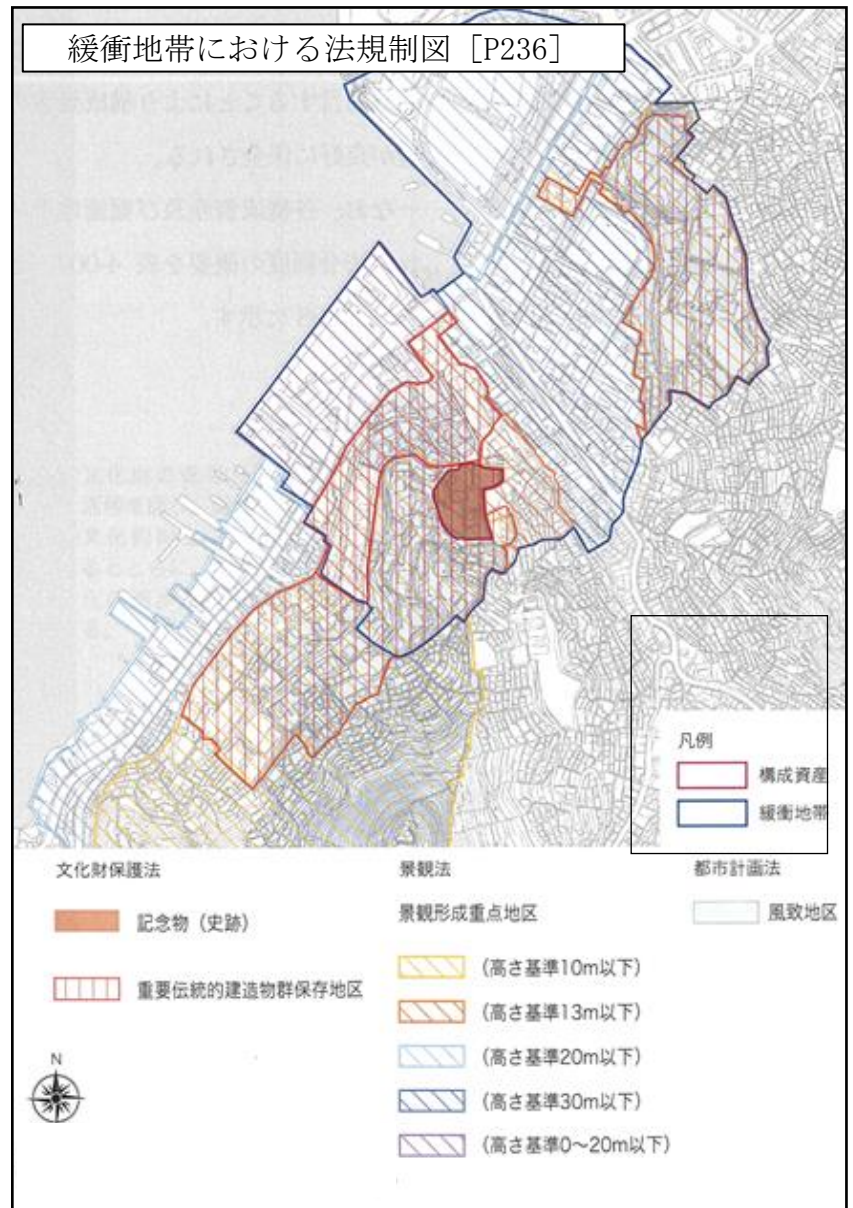 緩衝地帯における法規制図［P236］
凡例
構成資産
緩衝地帯
文化財保護法
記念物（史跡）
重要伝統的建造物群保存地区
N
景観法
景観形成重点地区
（高さ基準10m以下）
（高さ基準13m以下）
（高さ基準20m以下）
（高さ基準30m以下）
（高さ基準0～20m以下）
都市計画法
風致地区